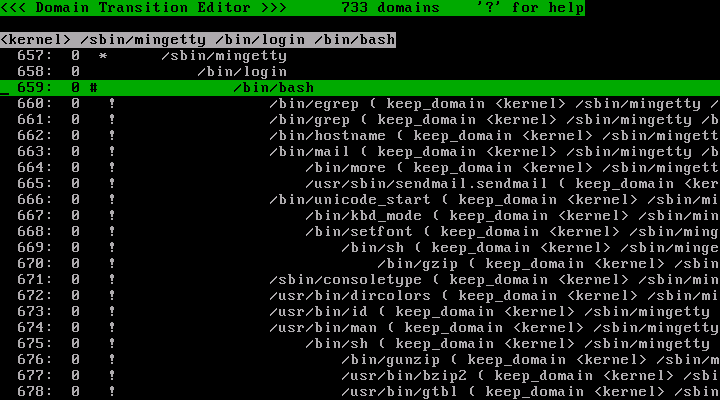 <<< Domain Transition Editor >>>      733 domains    '?' for help
<kernel> /sbin/mingetty /bin/login /bin/bash
657:  0  *      /sbin/mingetty
658:  0             /bin/login
659:  0 #               /bin/bash
660:  0   !                 /bin/egrep ( keep_domain <kernel> /sbin/mingetty /
661:  0   !                 /bin/grep ( keep_domain <kernel> /sbin/mingetty /b
662:  0   !                 /bin/hostname ( keep_domain <kernel> /sbin/mingett
663:  0   !                 /bin/mail ( keep_domain <kernel> /sbin/mingetty /b
664:  0   !                     /bin/more ( keep_domain <kernel> /sbin/mingett
665:  0   !                     /usr/sbin/sendmail.sendmail ( keep_domain <ker
666:  0   !                 /bin/unicode_start ( keep_domain <kernel> /sbin/mi
667:  0   !                     /bin/kbd_mode ( keep_domain <kernel> /sbin/min
668:  0   !                     /bin/setfont ( keep_domain <kernel> /sbin/ming
669:  0   !                         /bin/sh ( keep_domain <kernel> /sbin/minge
670:  0   !                             /bin/gzip ( keep_domain <kernel> /sbin
671:  0   !                 /sbin/consoletype ( keep_domain <kernel> /sbin/min
672:  0   !                 /usr/bin/dircolors ( keep_domain <kernel> /sbin/mi
673:  0   !                 /usr/bin/id ( keep_domain <kernel> /sbin/mingetty
674:  0   !                 /usr/bin/man ( keep_domain <kernel> /sbin/mingetty
675:  0   !                     /bin/sh ( keep_domain <kernel> /sbin/mingetty
676:  0   !                         /bin/gunzip ( keep_domain <kernel> /sbin/m
677:  0   !                         /usr/bin/bzip2 ( keep_domain <kernel> /sbi
678:  0   !                         /usr/bin/gtbl ( keep_domain <kernel> /sbin